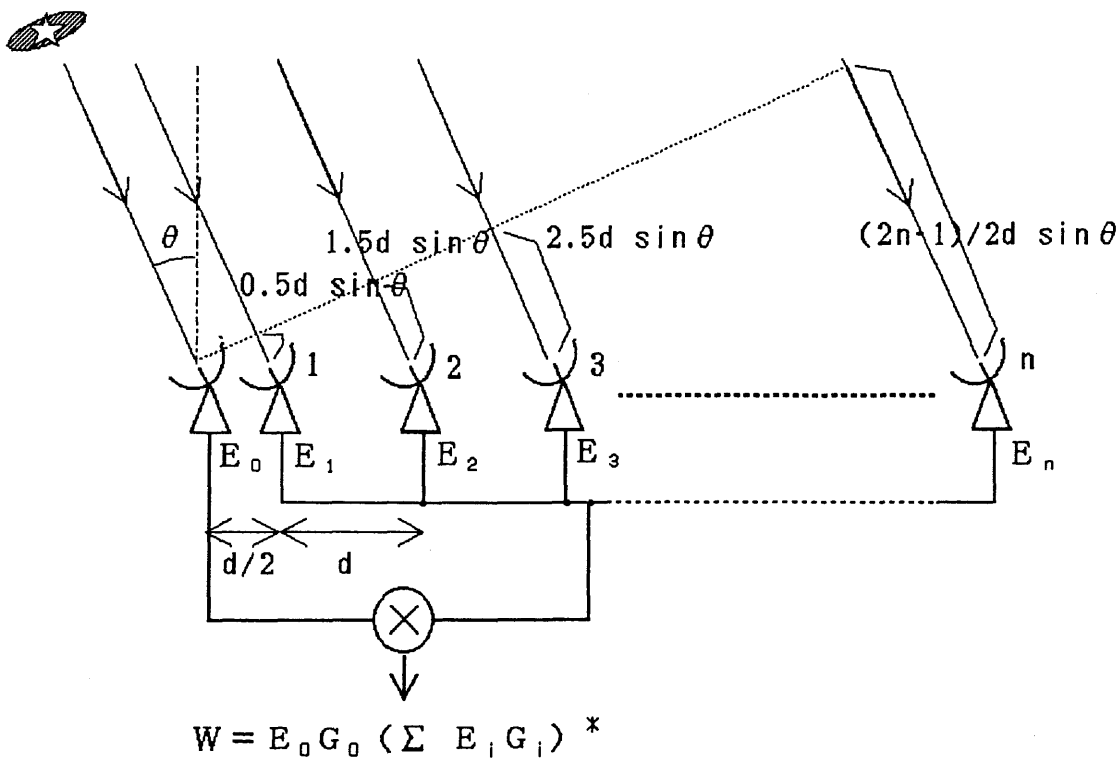 θ
1.5d sinθ
2.5d sinθ
(2n-1)/2d sinθ
0.5d sinθ
1
2
3
n
E₀
E₁
E₂
E₃
Eₙ
d/2
d
W = E₀G₀ (Σ EᵢGᵢ)*